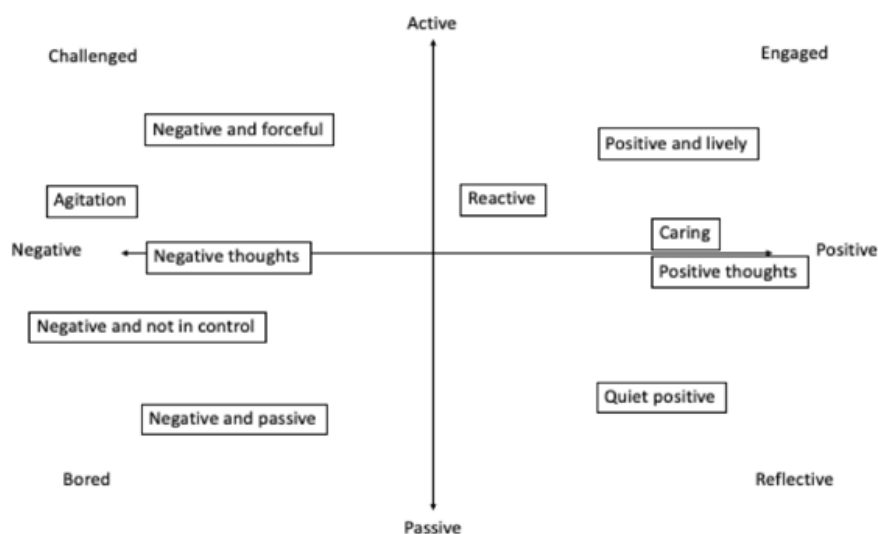 Active
Challenged
Engaged
Negative and forceful
Positive and lively
Agitation
Reactive
Caring
Negative
Negative thoughts
Positive
Positive thoughts
Negative and not in control
Quiet positive
Negative and passive
Bored
Reflective
Passive